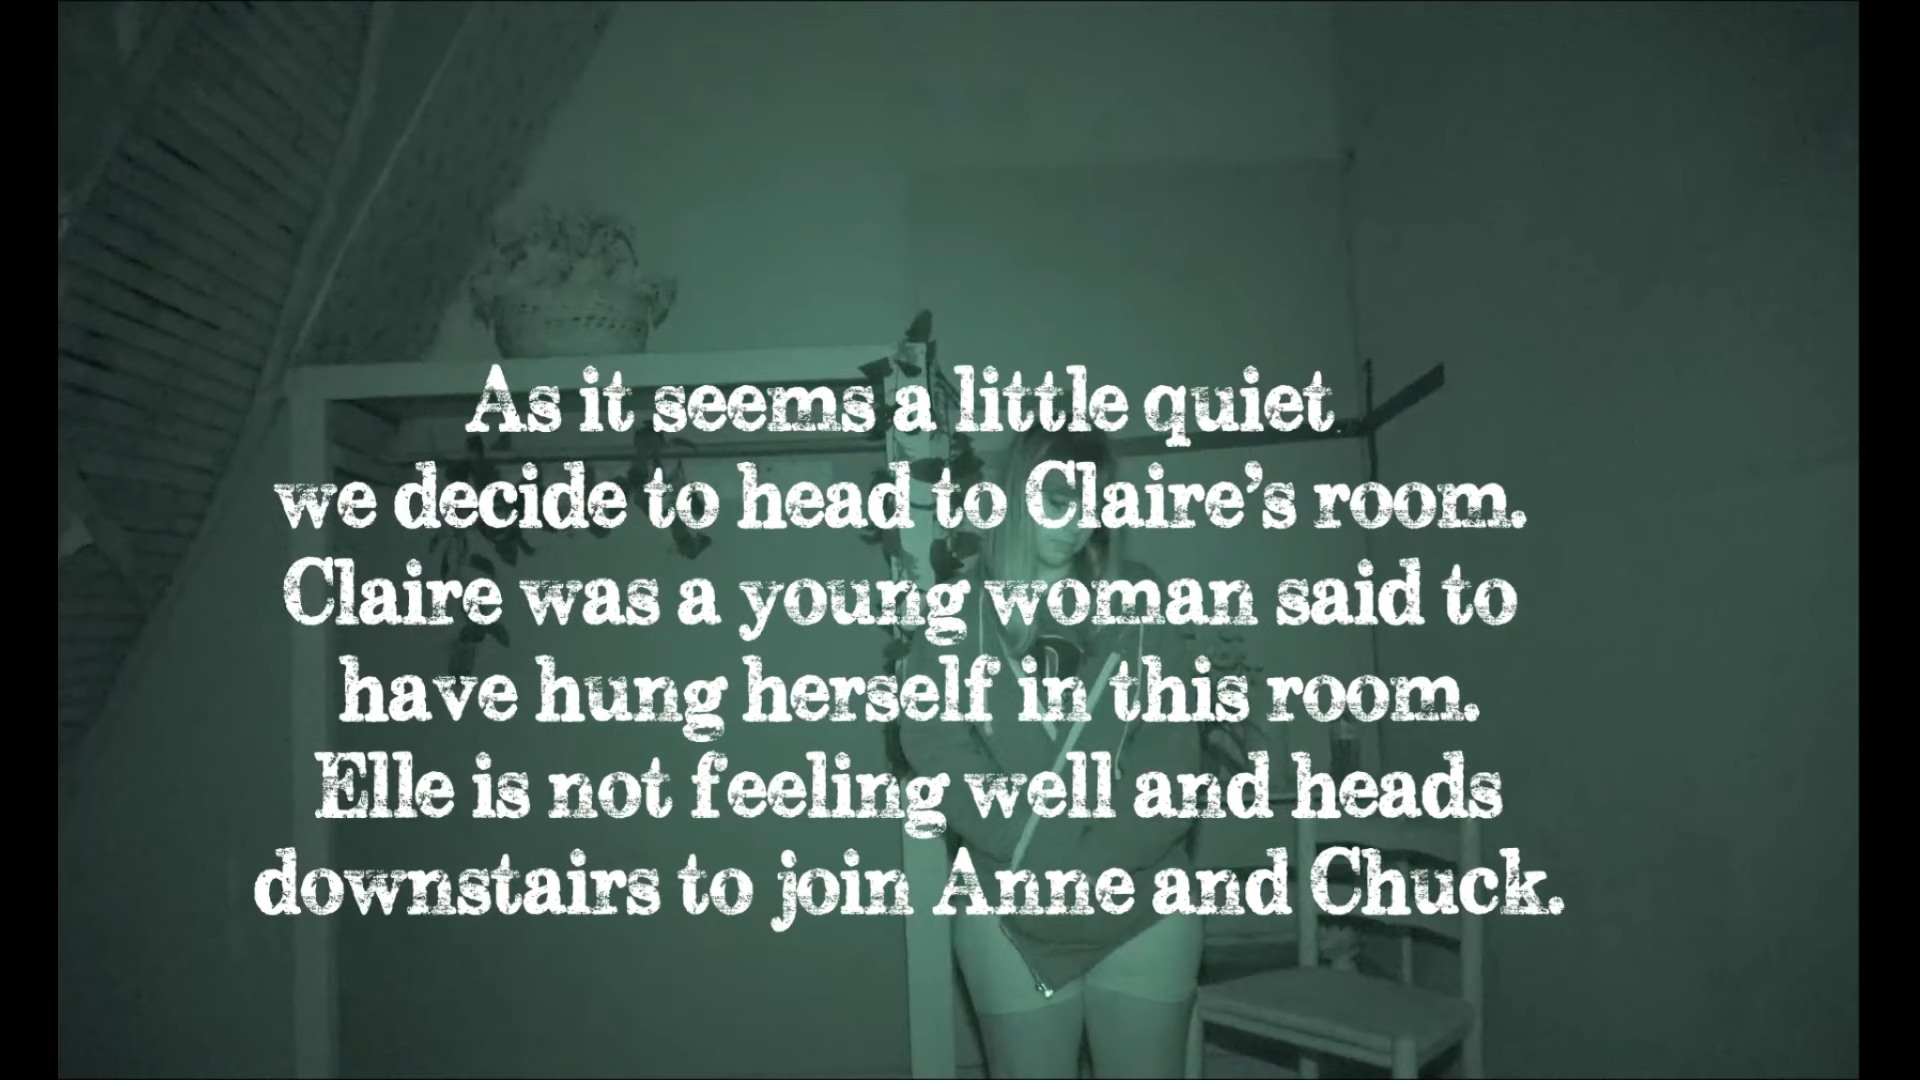 As it seems a little quiet
we decide to head to Claire's room.
Claire was a young woman said to
have hung herself in this room.
Elle is not feeling well and heads
downstairs to join Anne and Chuck.